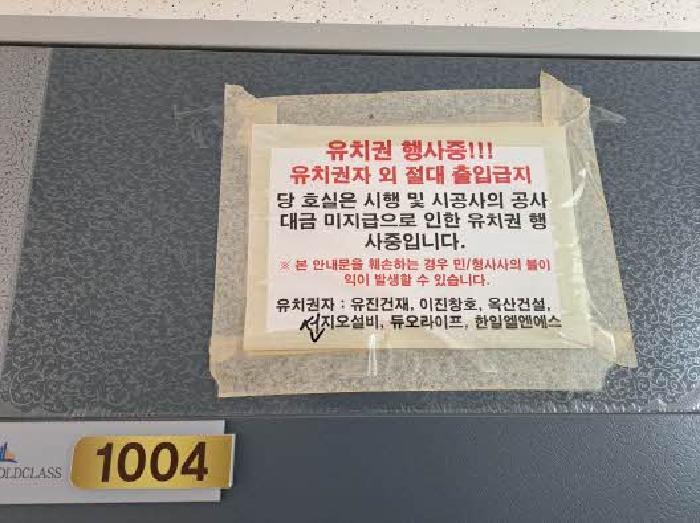 유치권 행사중!!!
유치권자 외 절대 출입금지
당 호실은 시행 및 시공사의 공사
대금 미지급으로 인한 유치권 행
사중입니다.
※ 본 안내문을 훼손하는 경우 민/형사사의 불이
익이 발생할 수 있습니다.
유치권자 : 유진건재, 이진창호, 옥산건설,
선지오설비, 듀오라이프, 한일엘엔에스
OLDCLASS
1004